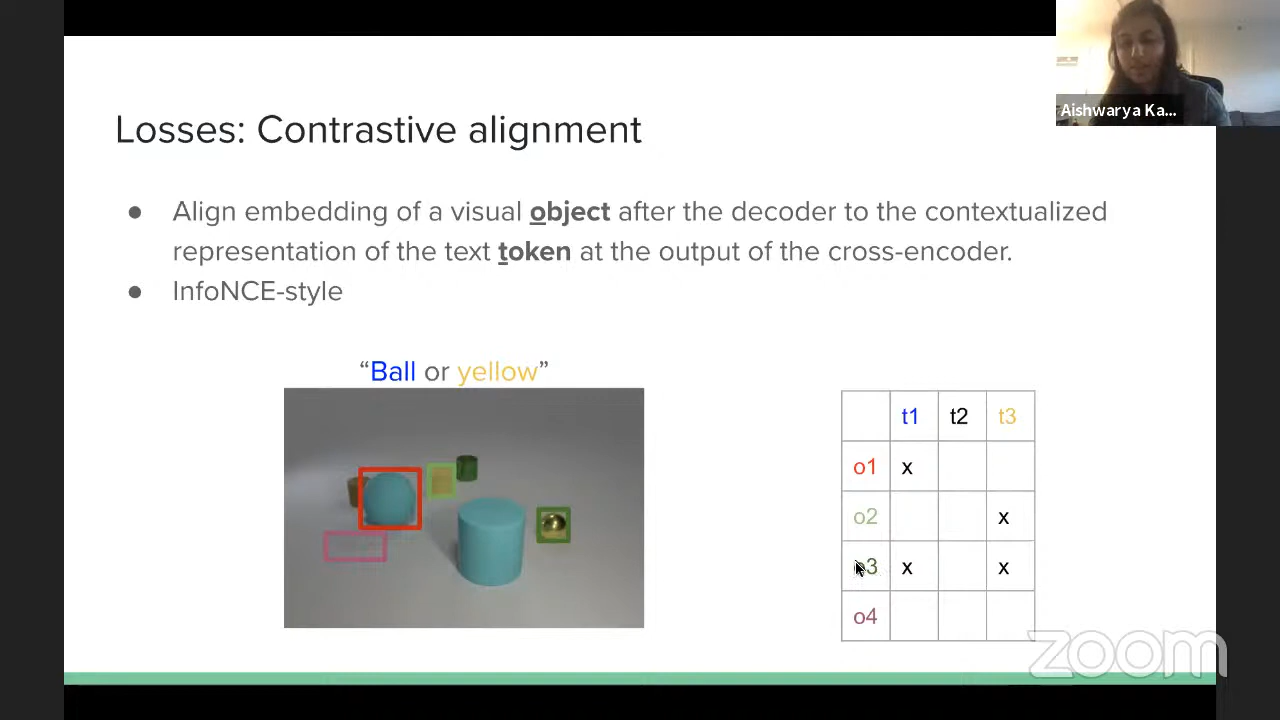 Aishwarya Ka...
Losses: Contrastive alignment
● Align embedding of a visual object after the decoder to the contextualized
representation of the text token at the output of the cross-encoder.
● InfoNCE-style
“Ball or yellow”
t1 t2 t3
o1 x
o2 x
o3 x x
o4
zoom